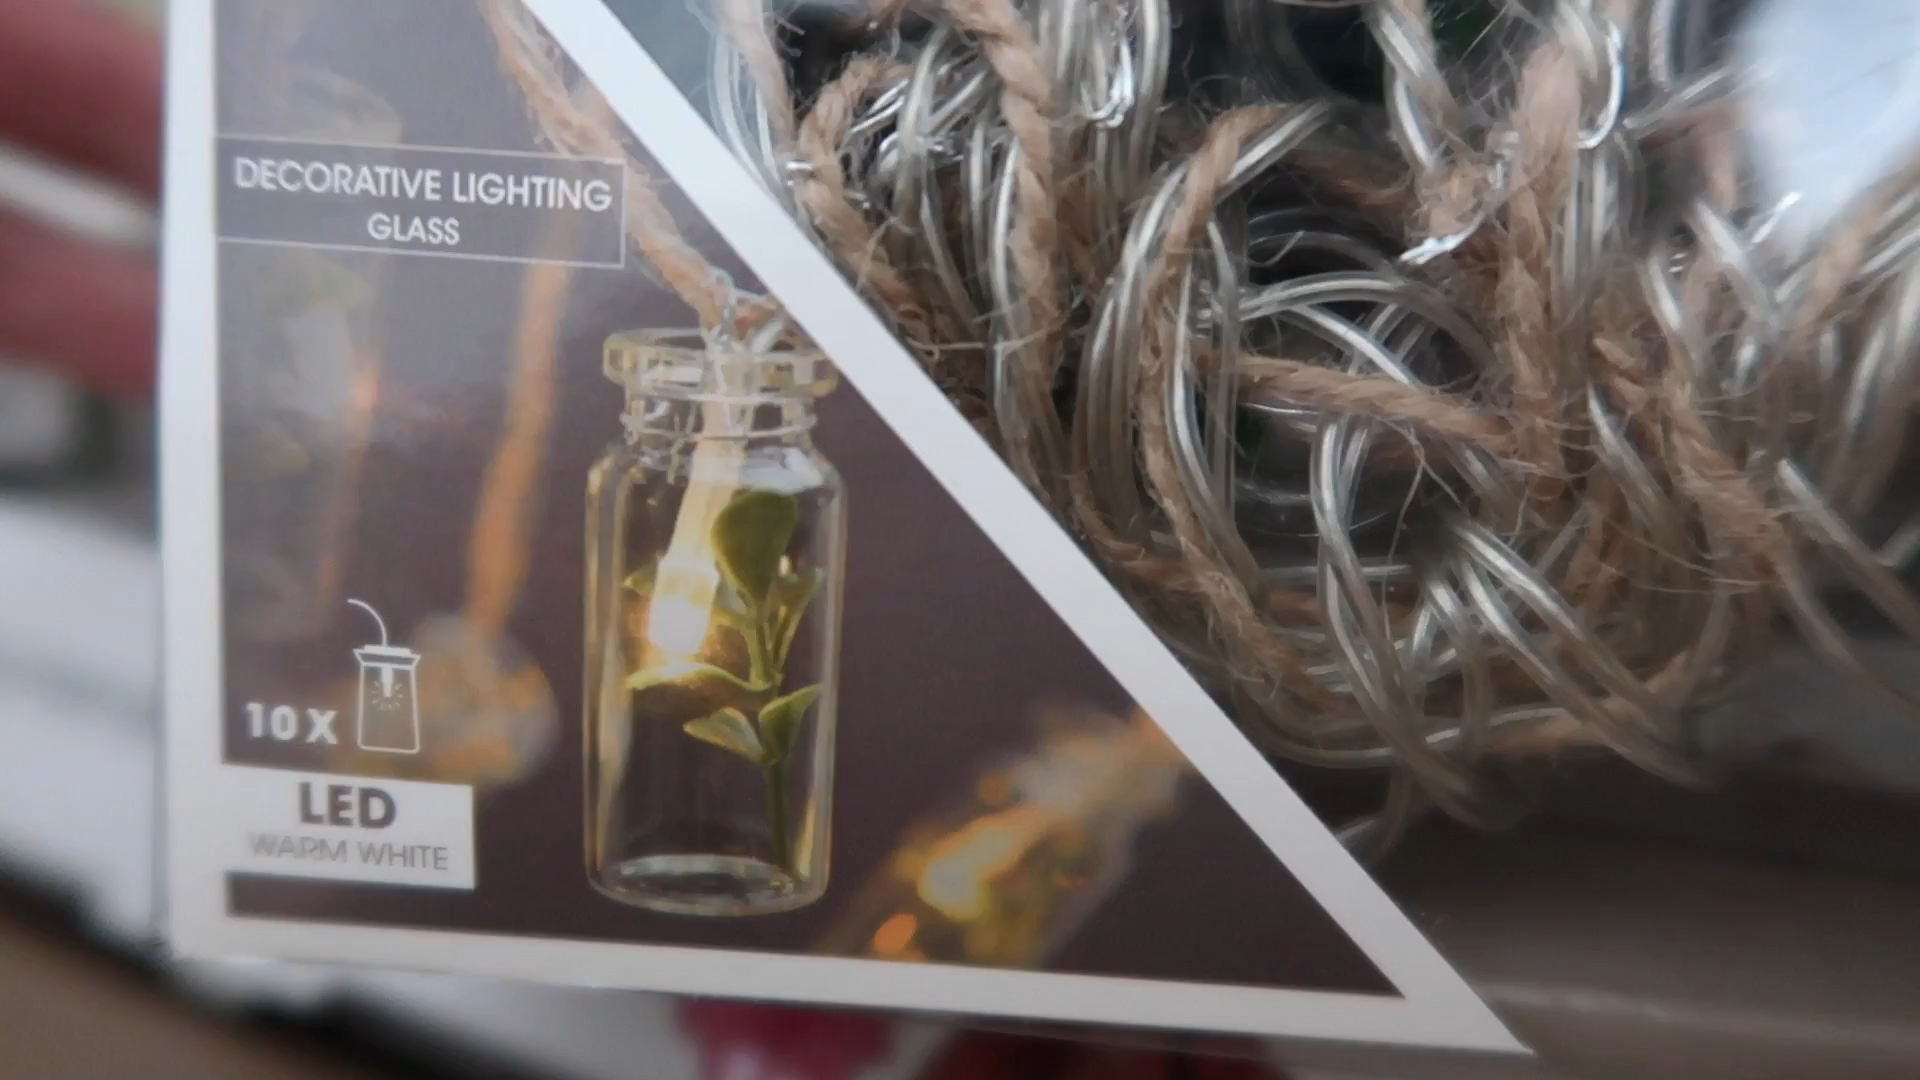 DECORATIVE LIGHTING
GLASS
10 X
LED
WARM WHITE